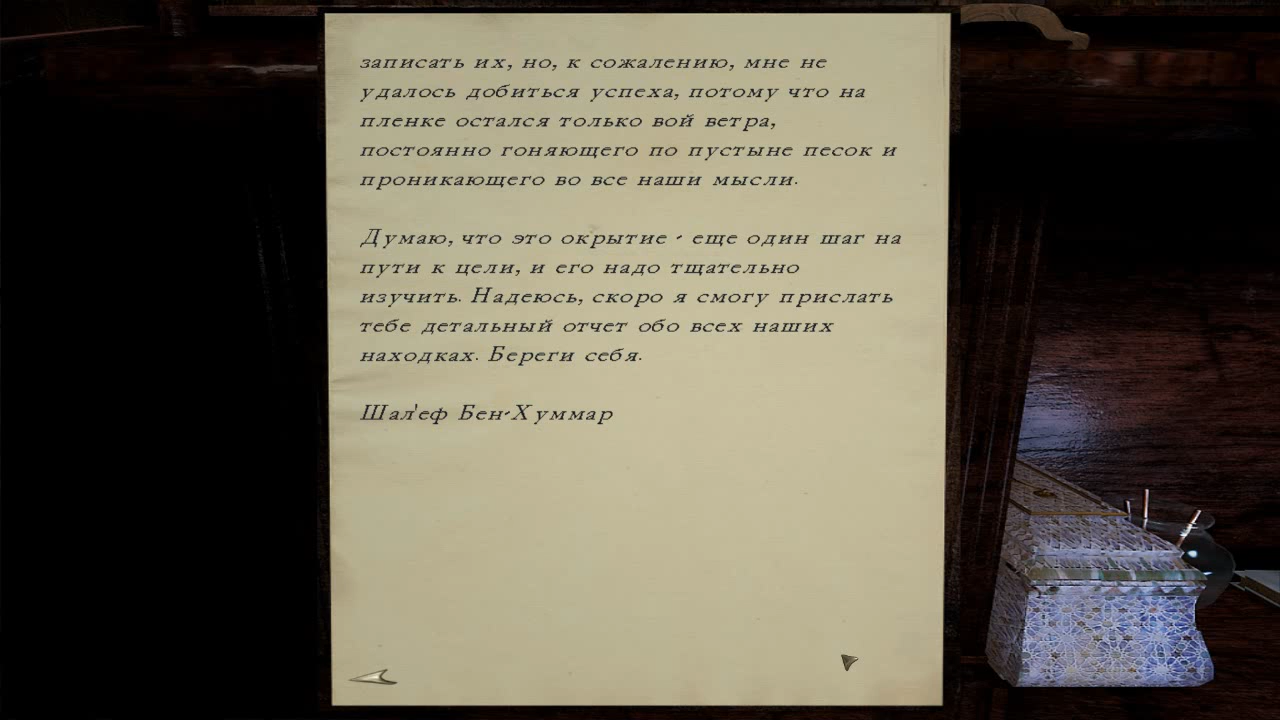 записать их, но, к сожалению, мне не
удалось добиться успеха, потому что на
пленке остался только вой ветра,
постоянно гоняющего по пустыне песок и
проникающего во все наши мысли.
Думаю, что это окрытие - еще один шаг на
пути к цели, и его надо тщательно
изучить. Надеюсь, скоро я смогу прислать
тебе детальный отчет обо всех наших
находках. Береги себя.
Шал'еф Бен-Хуммар